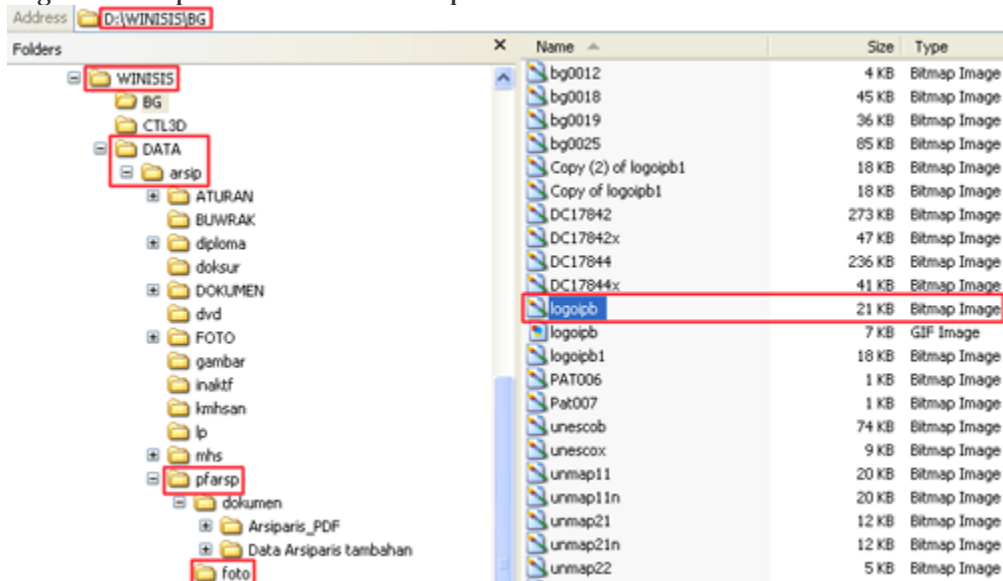 Address D:\WINISIS\BG
Folders ×
WINISIS
BG
CTL3D
DATA
arsip
ATURAN
BUWRAK
diploma
doksur
DOKUMEN
dvd
FOTO
gambar
inaktf
kmhsan
lp
mhs
pfarsp
dokumen
Arsiparis_PDF
Data Arsiparis tambahan
foto
Name Size Type
bg0012 4 KB Bitmap Image
bg0018 45 KB Bitmap Image
bg0019 36 KB Bitmap Image
bg0025 85 KB Bitmap Image
Copy (2) of logoipb1 18 KB Bitmap Image
Copy of logoipb1 18 KB Bitmap Image
DC17842 273 KB Bitmap Image
DC17842x 47 KB Bitmap Image
DC17844 236 KB Bitmap Image
DC17844x 41 KB Bitmap Image
logoipb 21 KB Bitmap Image
logoipb 7 KB GIF Image
logoipb1 18 KB Bitmap Image
PAT006 1 KB Bitmap Image
Pat007 1 KB Bitmap Image
unescob 74 KB Bitmap Image
unescox 9 KB Bitmap Image
unmap11 20 KB Bitmap Image
unmap11n 20 KB Bitmap Image
unmap21 12 KB Bitmap Image
unmap21n 12 KB Bitmap Image
unmap22 5 KB Bitmap Image